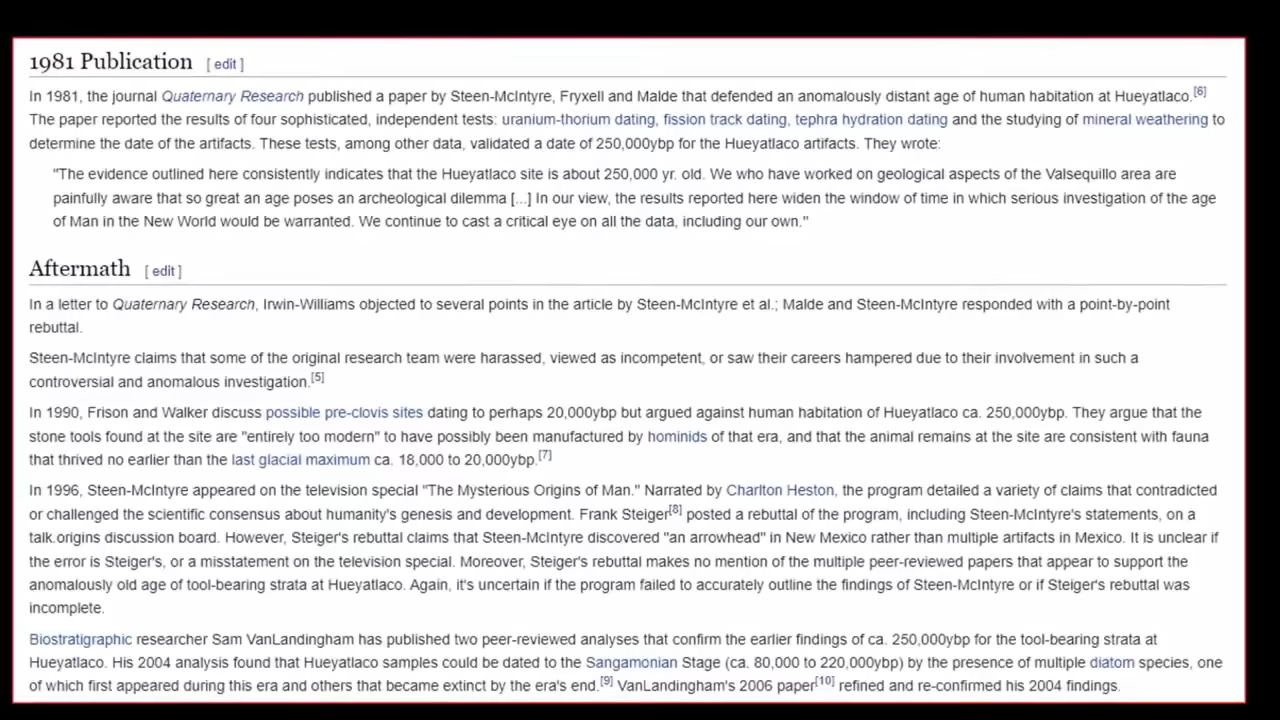 1981 Publication [ edit ]
In 1981, the journal Quaternary Research published a paper by Steen-McIntyre, Fryxell and Malde that defended an anomalously distant age of human habitation at Hueyatlaco.[6]
The paper reported the results of four sophisticated, independent tests: uranium-thorium dating, fission track dating, tephra hydration dating and the studying of mineral weathering to
determine the date of the artifacts. These tests, among other data, validated a date of 250,000ybp for the Hueyatlaco artifacts. They wrote:
"The evidence outlined here consistently indicates that the Hueyatlaco site is about 250,000 yr. old. We who have worked on geological aspects of the Valsequillo area are
painfully aware that so great an age poses an archeological dilemma [...] In our view, the results reported here widen the window of time in which serious investigation of the age
of Man in the New World would be warranted. We continue to cast a critical eye on all the data, including our own."
Aftermath [ edit ]
In a letter to Quaternary Research, Irwin-Williams objected to several points in the article by Steen-McIntyre et al.; Malde and Steen-McIntyre responded with a point-by-point
rebuttal.
Steen-McIntyre claims that some of the original research team were harassed, viewed as incompetent, or saw their careers hampered due to their involvement in such a
controversial and anomalous investigation.[5]
In 1990, Frison and Walker discuss possible pre-clovis sites dating to perhaps 20,000ybp but argued against human habitation of Hueyatlaco ca. 250,000ybp. They argue that the
stone tools found at the site are "entirely too modern" to have possibly been manufactured by hominids of that era, and that the animal remains at the site are consistent with fauna
that thrived no earlier than the last glacial maximum ca. 18,000 to 20,000ybp.[7]
In 1996, Steen-McIntyre appeared on the television special "The Mysterious Origins of Man." Narrated by Charlton Heston, the program detailed a variety of claims that contradicted
or challenged the scientific consensus about humanity's genesis and development. Frank Steiger[8] posted a rebuttal of the program, including Steen-McIntyre's statements, on a
talk.origins discussion board. However, Steiger's rebuttal claims that Steen-McIntyre discovered "an arrowhead" in New Mexico rather than multiple artifacts in Mexico. It is unclear if
the error is Steiger's, or a misstatement on the television special. Moreover, Steiger's rebuttal makes no mention of the multiple peer-reviewed papers that appear to support the
anomalously old age of tool-bearing strata at Hueyatlaco. Again, it's uncertain if the program failed to accurately outline the findings of Steen-McIntyre or if Steiger's rebuttal was
incomplete.
Biostratigraphic researcher Sam VanLandingham has published two peer-reviewed analyses that confirm the earlier findings of ca. 250,000ybp for the tool-bearing strata at
Hueyatlaco. His 2004 analysis found that Hueyatlaco samples could be dated to the Sangamonian Stage (ca. 80,000 to 220,000ybp) by the presence of multiple diatom species, one
of which first appeared during this era and others that became extinct by the era's end.[9] VanLandingham's 2006 paper[10] refined and re-confirmed his 2004 findings.